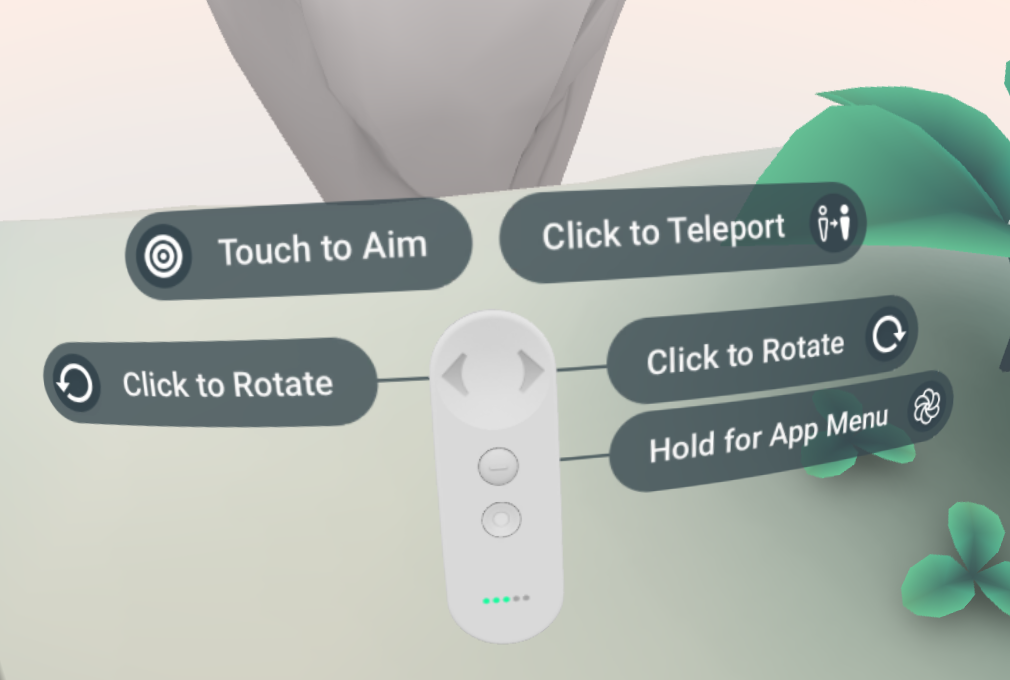 Touch to Aim
Click to Teleport
Click to Rotate
Click to Rotate
Hold for App Menu